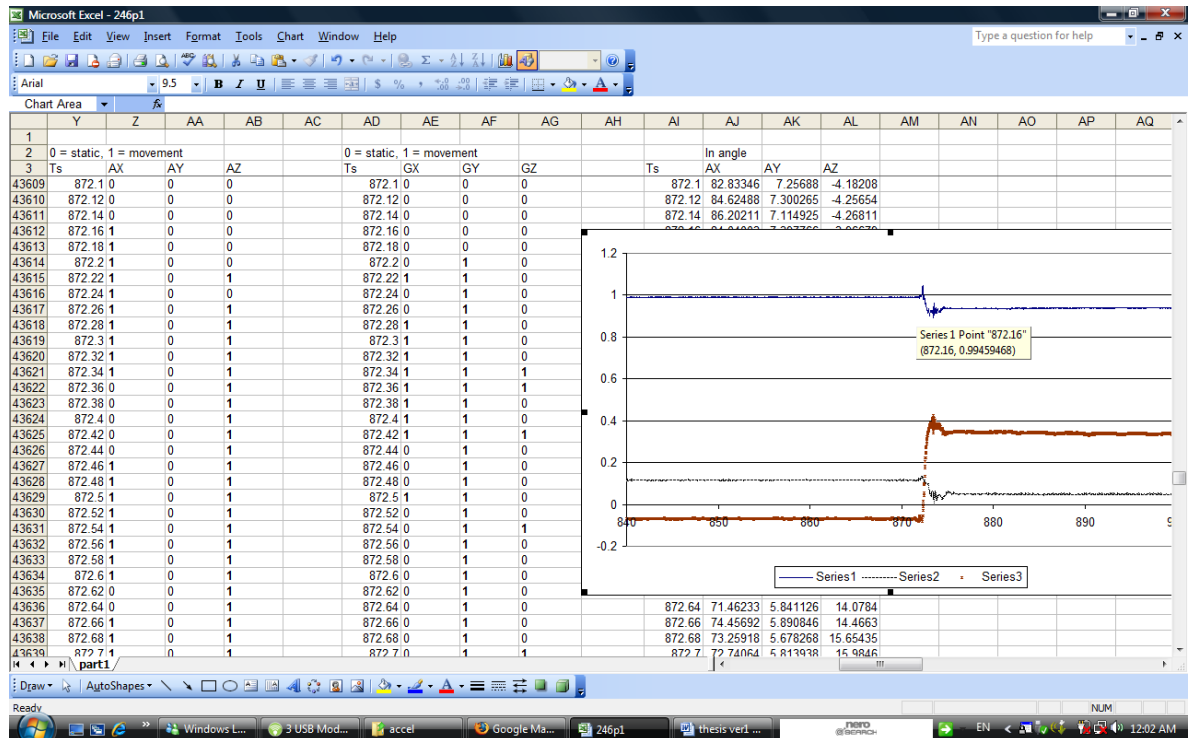 Microsoft Excel - 246p1
File Edit View Insert Format Tools Chart Window Help Type a question for help
Arial 9.5 B I U
Chart Area fx
Y Z AA AB AC AD AE AF AG AH AI AJ AK AL AM AN AO AP AQ
1
2 0 = static, 1 = movement 0 = static, 1 = movement In angle
3 Ts AX AY AZ Ts GX GY GZ Ts AX AY AZ
43609 872.1 0 0 0 872.1 0 0 0 872.1 82.83346 7.25688 -4.18208
43610 872.12 0 0 0 872.12 0 0 0 872.12 84.62488 7.300265 -4.25654
43611 872.14 0 0 0 872.14 0 0 0 872.14 86.20211 7.114925 -4.26811
43612 872.16 1 0 0 872.16 0 0 0
43613 872.18 1 0 0 872.18 0 0 0
43614 872.2 1 0 0 872.2 0 1 0
43615 872.22 1 0 1 872.22 1 1 0
43616 872.24 1 0 0 872.24 0 1 0
43617 872.26 1 0 1 872.26 0 1 0
43618 872.28 1 0 1 872.28 1 1 0
43619 872.3 1 0 1 872.3 1 1 0
43620 872.32 1 0 1 872.32 1 1 0
43621 872.34 1 0 1 872.34 1 1 1
43622 872.36 0 0 1 872.36 1 1 1
43623 872.38 0 0 1 872.38 1 1 0
43624 872.4 0 0 1 872.4 1 1 0
43625 872.42 0 0 1 872.42 1 1 1
43626 872.44 0 0 1 872.44 0 1 0
43627 872.46 1 0 1 872.46 0 1 0
43628 872.48 1 0 1 872.48 0 1 0
43629 872.5 1 0 1 872.5 1 1 0
43630 872.52 1 0 1 872.52 0 1 0
43631 872.54 1 0 1 872.54 0 1 1
43632 872.56 1 0 1 872.56 0 1 0
43633 872.58 1 0 1 872.58 0 1 0
43634 872.6 1 0 1 872.6 0 1 0
43635 872.62 0 0 1 872.62 0 1 0
43636 872.64 0 0 1 872.64 0 1 0 872.64 71.46233 5.841126 14.0784
43637 872.66 1 0 1 872.66 0 1 0 872.66 74.45692 5.890846 14.4663
43638 872.68 1 0 1 872.68 0 1 0 872.68 73.25918 5.678268 15.65435
43639 872.7 1 0 1 872.7 0 1 1 872.7 72.74064 5.813938 15.9846
1.2
1
0.8
0.6
0.4
0.2
0
-0.2
840 850 860 870 880 890 9
Series 1 Point "872.16"
(872.16, 0.99459468)
Series1 Series2 Series3
part1
Draw AutoShapes
Ready NUM
Windows L... 3 USB Mod... accel Google Ma... 246p1 thesis ver1 ... nero SEARCH EN 12:02 AM